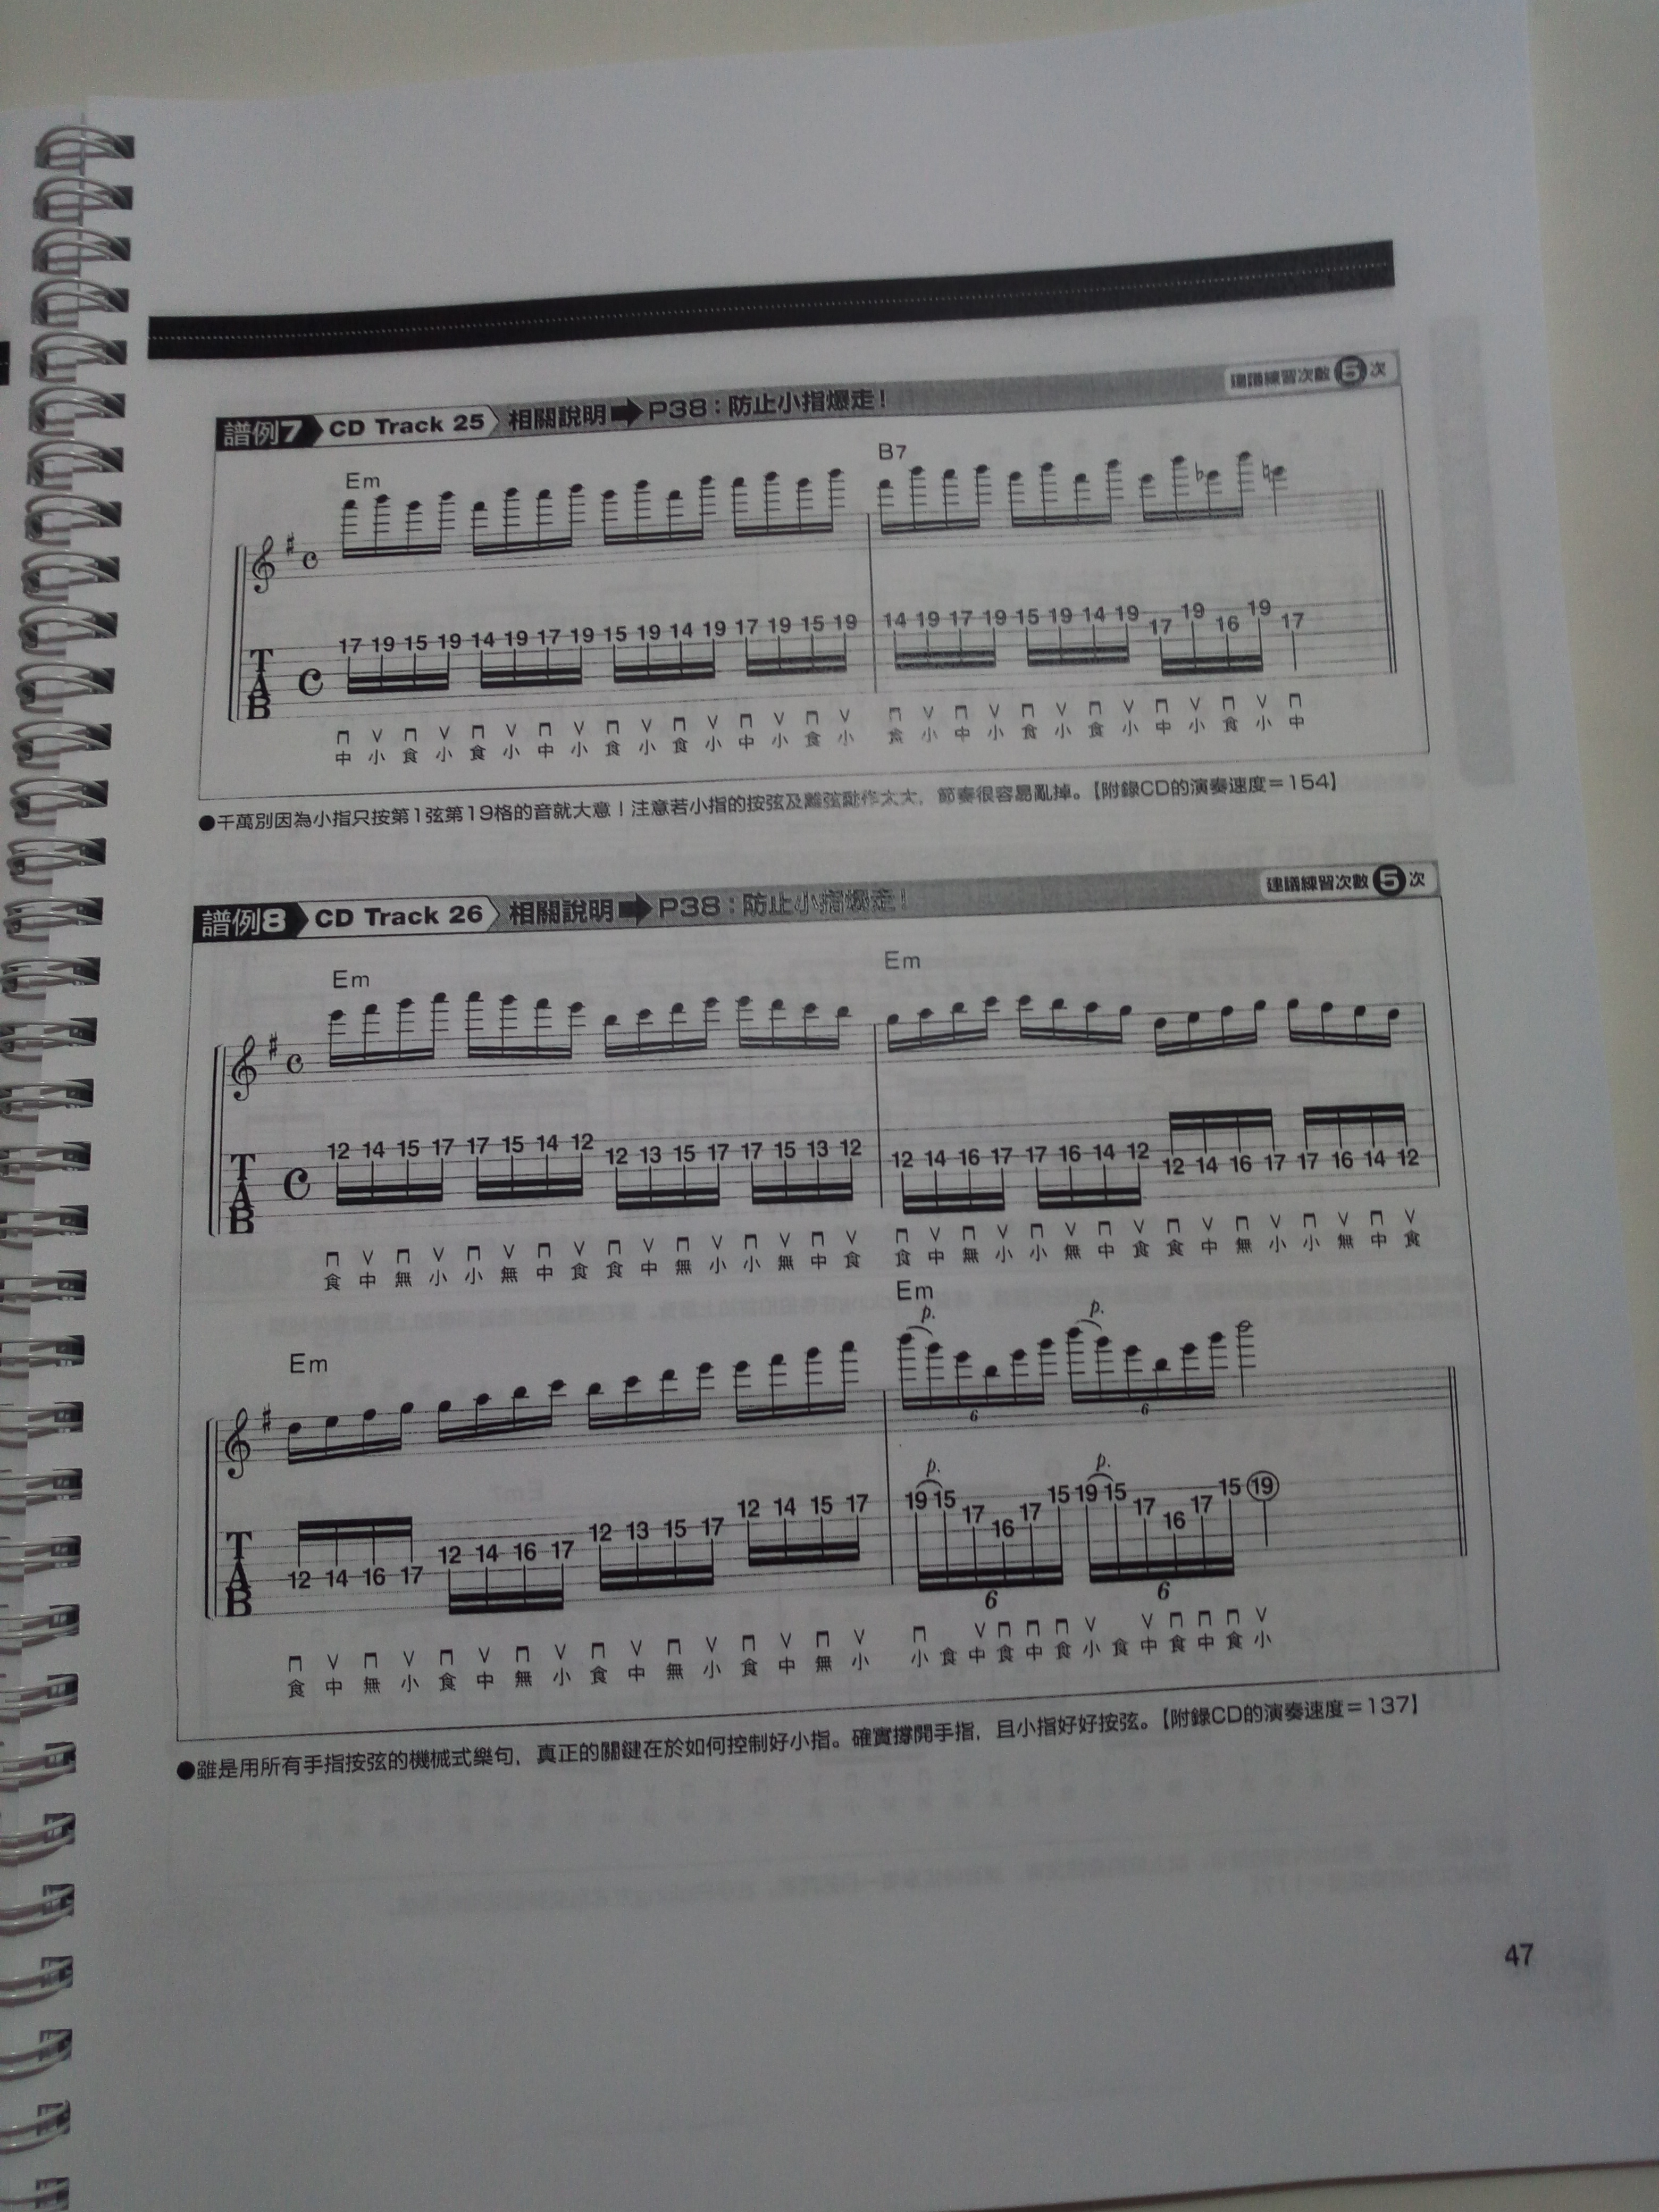 建議練習次數5次
譜例7 CD Track 25 相關說明➡P38：防止小指爆走！
Em B7
17 19 15 19 14 19 17 19 15 19 14 19 17 19 15 19 14 19 17 19 15 19 14 19 17 19 16 19 17
TAB
中 小 食 小 食 小 中 小 食 小 食 小 中 小 食 小 食 小 中 小 食 小 食 小 中 小 食 小 中
●千萬別因為小指只按第1弦第19格的音就大意！注意若小指的按弦及離弦動作太大，節奏很容易亂掉。【附錄CD的演奏速度＝154】
建議練習次數5次
譜例8 CD Track 26 相關說明➡P38：防止小指爆走！
Em Em
12 14 15 17 17 15 14 12 12 13 15 17 17 15 13 12 12 14 16 17 17 16 14 12 12 14 16 17 17 16 14 12
TAB
食 中 無 小 小 無 中 食 食 中 無 小 小 無 中 食 食 中 無 小 小 無 中 食 食 中 無 小 小 無 中 食
Em Em
p. p.
6 6
p. p.
12 14 16 17 12 14 16 17 12 13 15 17 12 14 15 17 19 15 17 16 17 15 19 15 17 16 17 15 19
TAB
6 6
食 中 無 小 食 中 無 小 食 中 無 小 食 中 無 小 小 食 中 食 中 食 小 食 中 食 中 食 小
●雖是用所有手指按弦的機械式樂句，真正的關鍵在於如何控制好小指。確實撐開手指，且小指好好按弦。【附錄CD的演奏速度＝137】
47